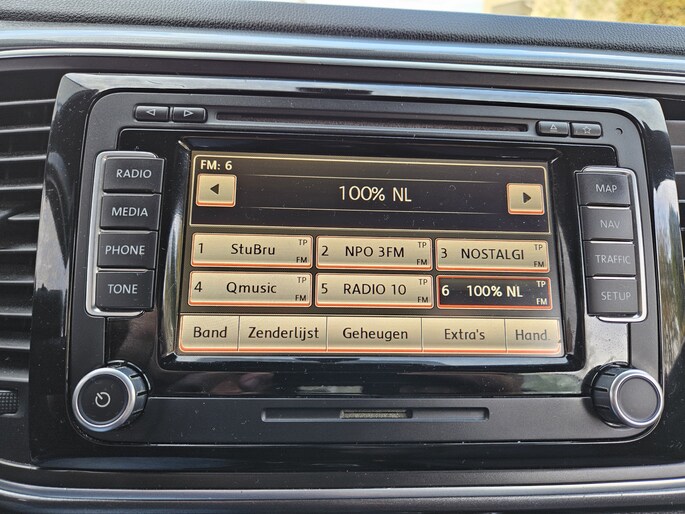 RADIO
MEDIA
PHONE
TONE
FM: 6
100% NL
1 StuBru TP FM
2 NPO 3FM TP FM
3 NOSTALGI TP FM
4 Qmusic TP FM
5 RADIO 10 TP FM
6 100% NL TP FM
Band Zenderlijst Geheugen Extra's Hand.
MAP
NAV
TRAFFIC
SETUP